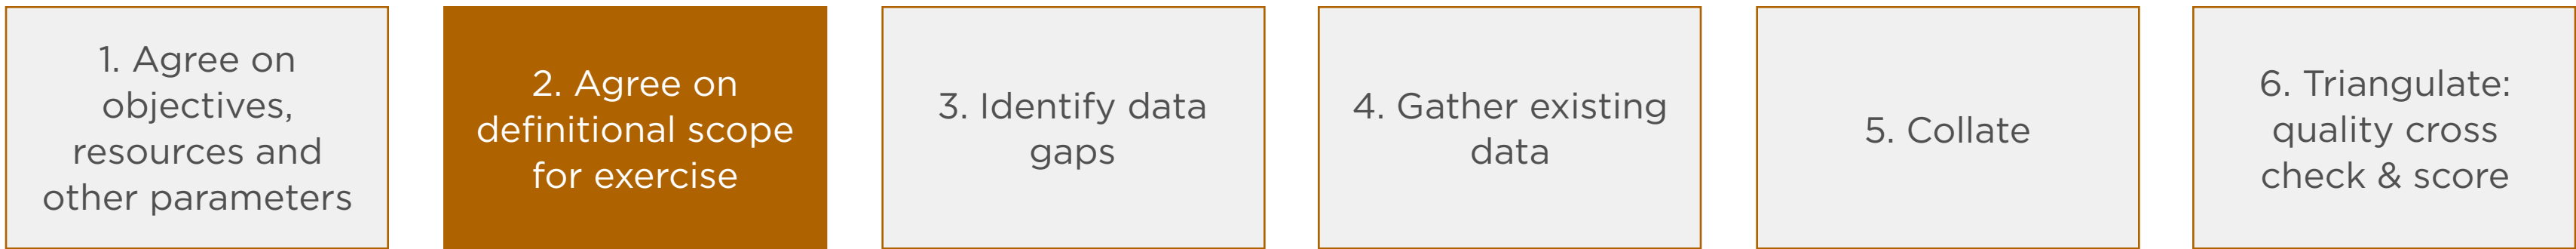 1. Agree on
objectives,
resources and
other parameters
2. Agree on
definitional scope
for exercise
3. Identify data
gaps
4. Gather existing
data
5. Collate
6. Triangulate:
quality cross
check & score